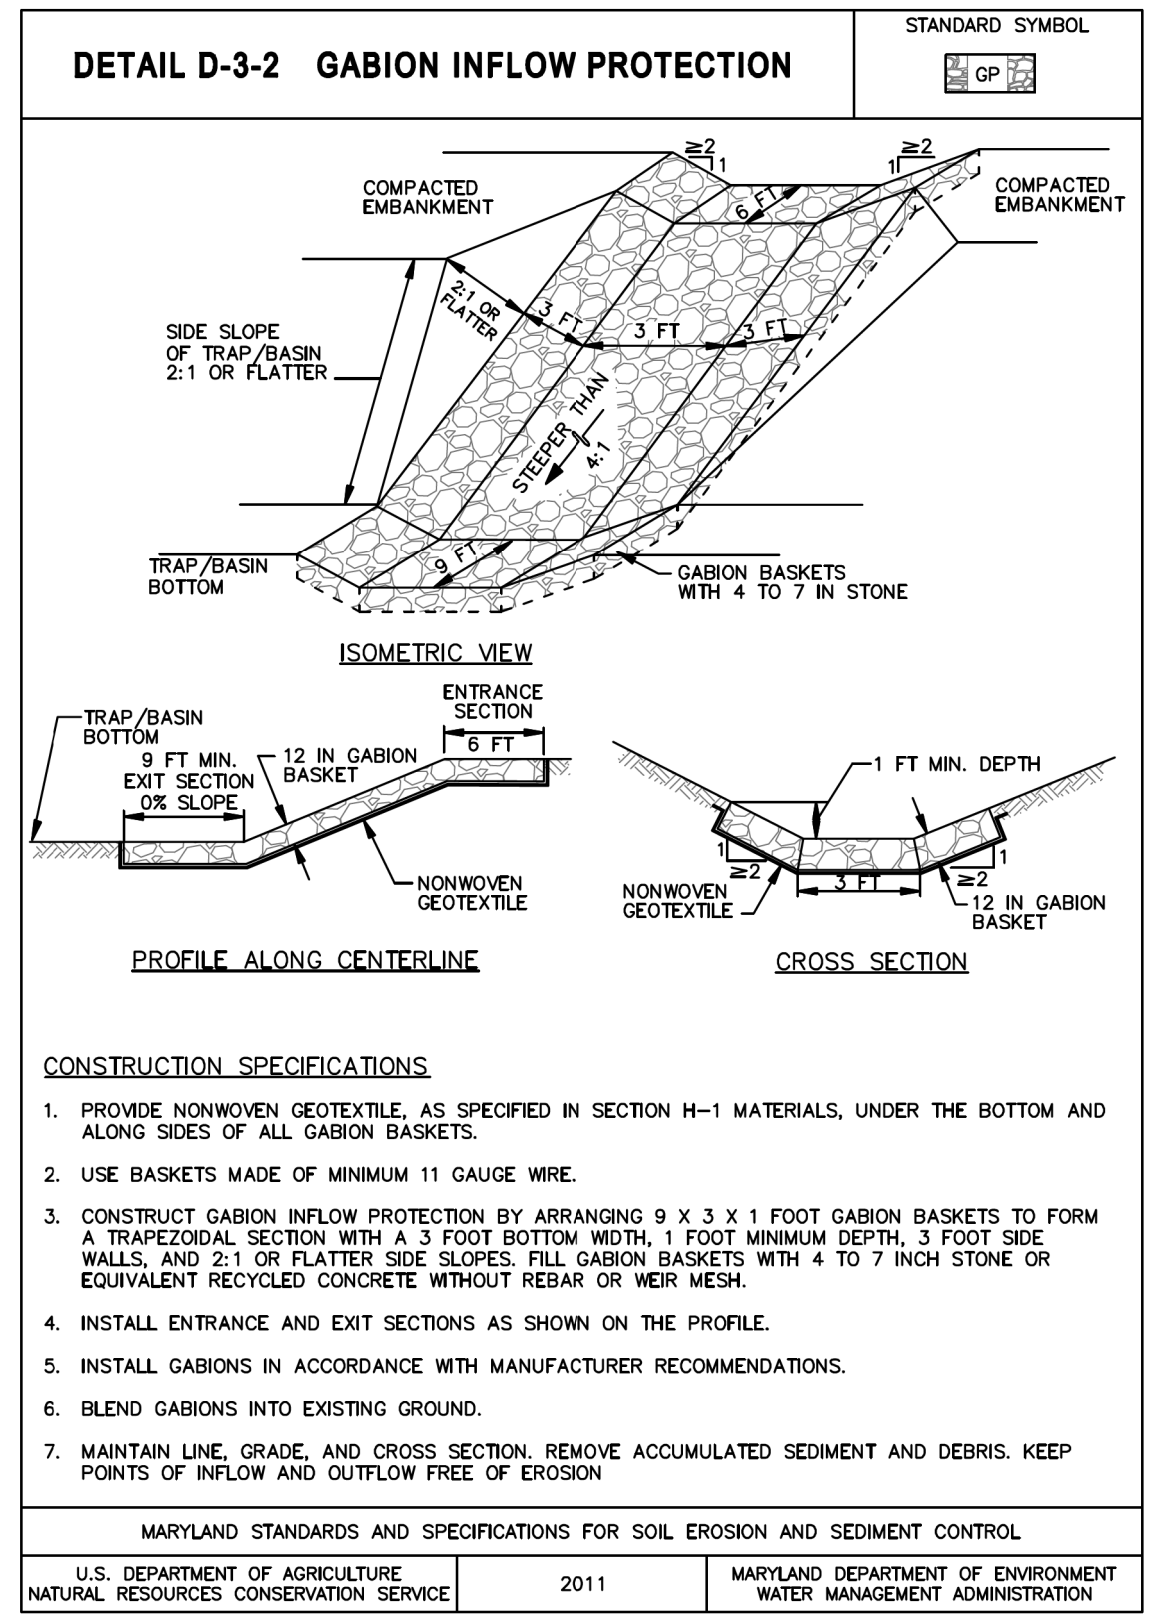 DETAIL D-3-2 GABION INFLOW PROTECTION
STANDARD SYMBOL
GP
≥2
1
≥2
1
COMPACTED
EMBANKMENT
6 FT
COMPACTED
EMBANKMENT
2:1 OR
FLATTER
3 FT
3 FT
3 FT
SIDE SLOPE
OF TRAP/BASIN
2:1 OR FLATTER
STEEPER THAN
4:1
9 FT
TRAP/BASIN
BOTTOM
GABION BASKETS
WITH 4 TO 7 IN STONE
ISOMETRIC VIEW
ENTRANCE
SECTION
6 FT
TRAP/BASIN
BOTTOM
9 FT MIN.
EXIT SECTION
0% SLOPE
12 IN GABION
BASKET
NONWOVEN
GEOTEXTILE
PROFILE ALONG CENTERLINE
1 FT MIN. DEPTH
1
≥2
3 FT
1
≥2
NONWOVEN
GEOTEXTILE
12 IN GABION
BASKET
CROSS SECTION
CONSTRUCTION SPECIFICATIONS
1. PROVIDE NONWOVEN GEOTEXTILE, AS SPECIFIED IN SECTION H-1 MATERIALS, UNDER THE BOTTOM AND
ALONG SIDES OF ALL GABION BASKETS.
2. USE BASKETS MADE OF MINIMUM 11 GAUGE WIRE.
3. CONSTRUCT GABION INFLOW PROTECTION BY ARRANGING 9 X 3 X 1 FOOT GABION BASKETS TO FORM
A TRAPEZOIDAL SECTION WITH A 3 FOOT BOTTOM WIDTH, 1 FOOT MINIMUM DEPTH, 3 FOOT SIDE
WALLS, AND 2:1 OR FLATTER SIDE SLOPES. FILL GABION BASKETS WITH 4 TO 7 INCH STONE OR
EQUIVALENT RECYCLED CONCRETE WITHOUT REBAR OR WEIR MESH.
4. INSTALL ENTRANCE AND EXIT SECTIONS AS SHOWN ON THE PROFILE.
5. INSTALL GABIONS IN ACCORDANCE WITH MANUFACTURER RECOMMENDATIONS.
6. BLEND GABIONS INTO EXISTING GROUND.
7. MAINTAIN LINE, GRADE, AND CROSS SECTION. REMOVE ACCUMULATED SEDIMENT AND DEBRIS. KEEP
POINTS OF INFLOW AND OUTFLOW FREE OF EROSION
MARYLAND STANDARDS AND SPECIFICATIONS FOR SOIL EROSION AND SEDIMENT CONTROL
U.S. DEPARTMENT OF AGRICULTURE
NATURAL RESOURCES CONSERVATION SERVICE
2011
MARYLAND DEPARTMENT OF ENVIRONMENT
WATER MANAGEMENT ADMINISTRATION